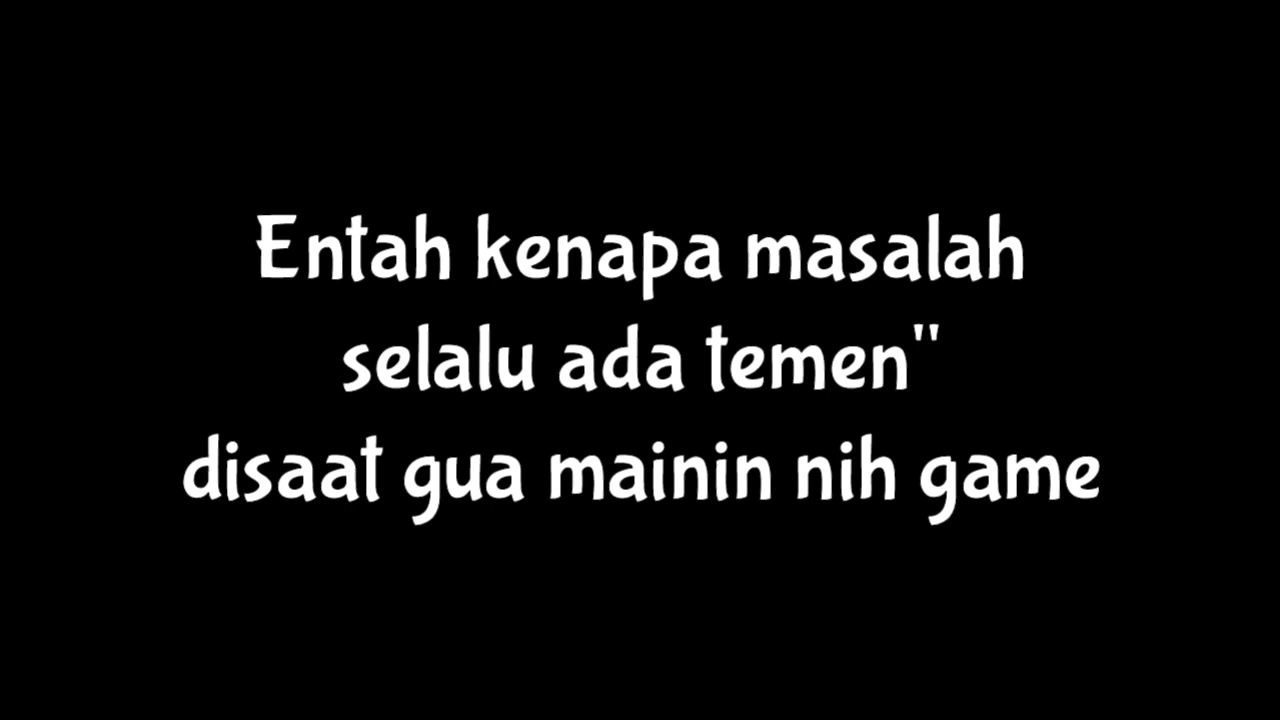 Entah kenapa masalah
selalu ada temen"
disaat gua mainin nih game